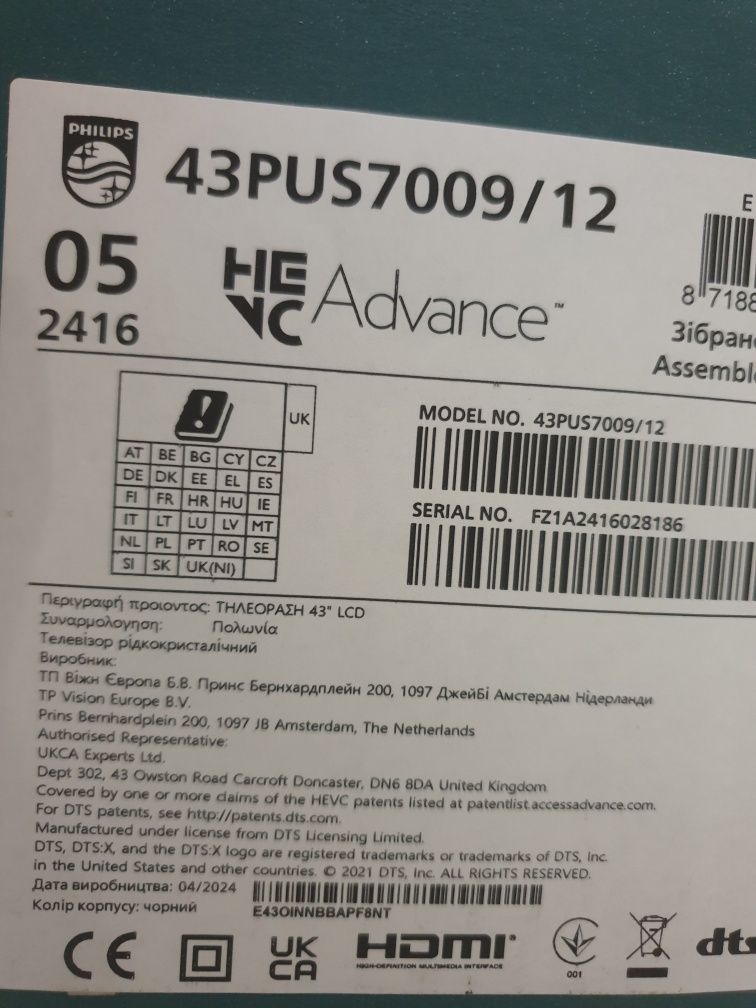 PHILIPS
43PUS7009/12
E
05
2416
HEVC Advance™
8 7188
Зібран
Assembl
UK
AT BE BG CY CZ
DE DK EE EL ES
FI FR HR HU IE
IT LT LU LV MT
NL PL PT RO SE
SI SK UK(NI)
MODEL NO. 43PUS7009/12
SERIAL NO. FZ1A2416028186
Περιγραφή προιοντος: ΤΗΛΕΟΡΑΣΗ 43" LCD
Συναρμολογηση: Πολωνία
Телевізор рідкокристалічний
Виробник:
ТП Віжн Європа Б.В. Принс Бернхардплейн 200, 1097 ДжейБі Амстердам Нідерланди
TP Vision Europe B.V.
Prins Bernhardplein 200, 1097 JB Amsterdam, The Netherlands
Authorised Representative:
UKCA Experts Ltd.
Dept 302, 43 Owston Road Carcroft Doncaster, DN6 8DA United Kingdom
Covered by one or more claims of the HEVC patents listed at patentlist.accessadvance.com.
For DTS patents, see http://patents.dts.com.
Manufactured under license from DTS Licensing Limited.
DTS, DTS:X, and the DTS:X logo are registered trademarks or trademarks of DTS, Inc.
in the United States and other countries. © 2021 DTS, Inc. ALL RIGHTS RESERVED.
Дата виробництва: 04/2024
Колір корпусу: чорний
E43OINNBBAPF8NT
CE
UK
CA
HDMI®
HIGH-DEFINITION MULTIMEDIA INTERFACE
001
dts